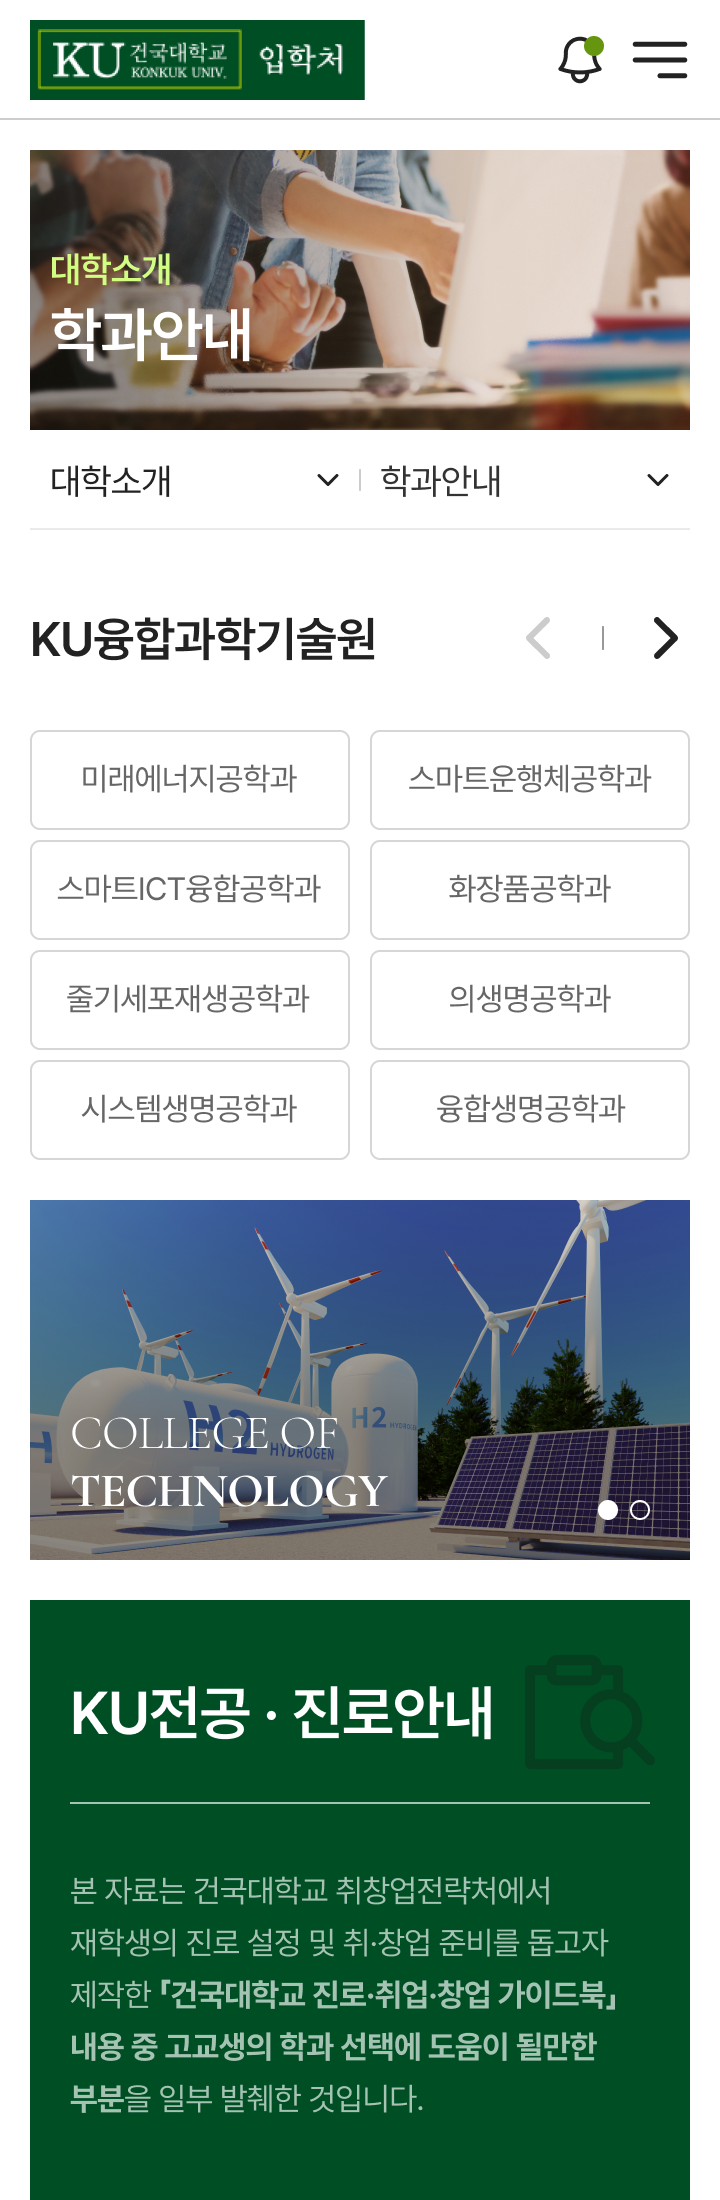 KU 건국대학교 입학처
KONKUK UNIV.
대학소개
학과안내
대학소개
학과안내
KU융합과학기술원
미래에너지공학과
스마트운행체공학과
스마트ICT융합공학과
화장품공학과
줄기세포재생공학과
의생명공학과
시스템생명공학과
융합생명공학과
H2
HYDROGEN
H2 HYDROGEN
COLLEGE OF
TECHNOLOGY
KU전공 · 진로안내
본 자료는 건국대학교 취창업전략처에서
재학생의 진로 설정 및 취·창업 준비를 돕고자
제작한 『건국대학교 진로·취업·창업 가이드북』
내용 중 고교생의 학과 선택에 도움이 될만한
부분을 일부 발췌한 것입니다.